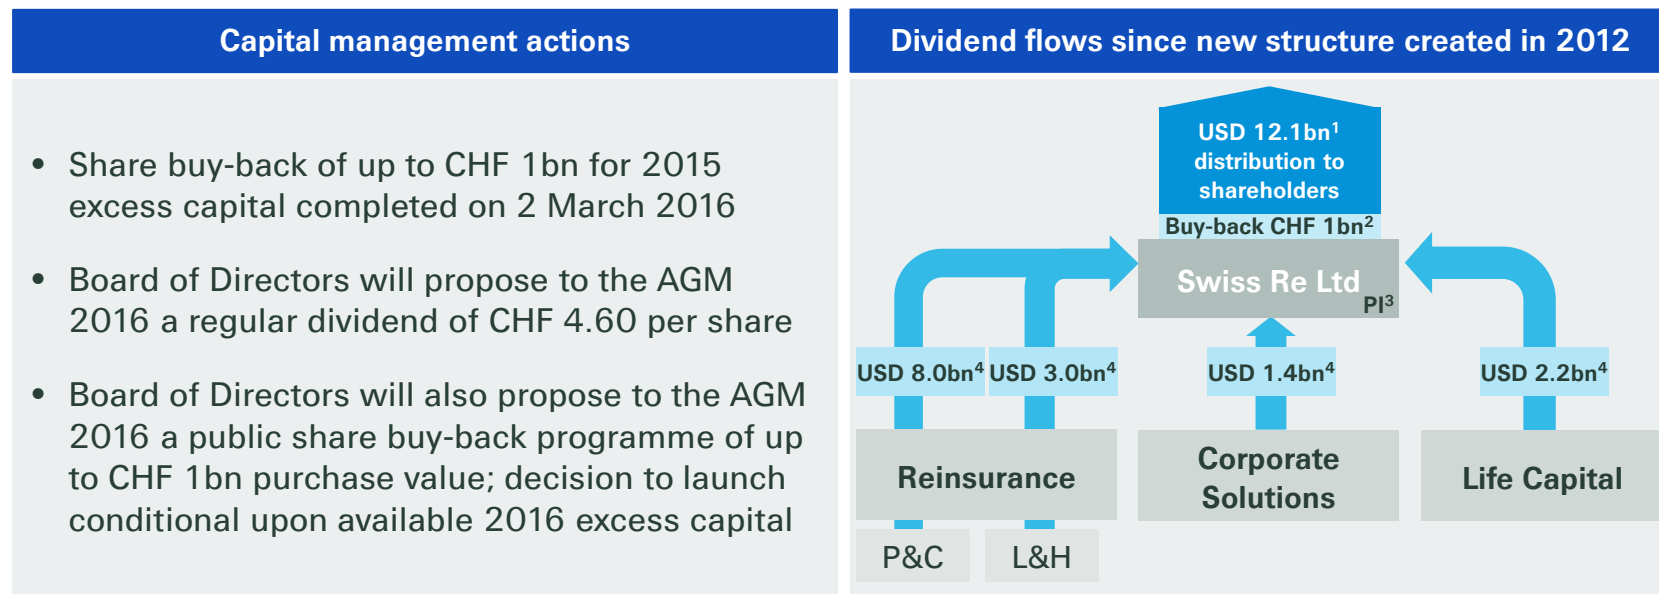 Capital management actions
• Share buy-back of up to CHF 1bn for 2015
excess capital completed on 2 March 2016
• Board of Directors will propose to the AGM
2016 a regular dividend of CHF 4.60 per share
• Board of Directors will also propose to the AGM
2016 a public share buy-back programme of up
to CHF 1bn purchase value; decision to launch
conditional upon available 2016 excess capital
Dividend flows since new structure created in 2012
USD 12.1bn¹
distribution to
shareholders
Buy-back CHF 1bn²
Swiss Re Ltd
PI³
USD 8.0bn⁴
USD 3.0bn⁴
USD 1.4bn⁴
USD 2.2bn⁴
Reinsurance
Corporate
Solutions
Life Capital
P&C
L&H